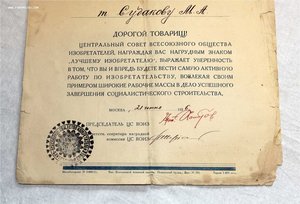 т. Судакову М.А
ДОРОГОЙ ТОВАРИЩ!
ЦЕНТРАЛЬНЫЙ СОВЕТ ВСЕСОЮЗНОГО ОБЩЕСТВА
ИЗОБРЕТАТЕЛЕЙ, НАГРАЖДАЯ ВАС НАГРУДНЫМ ЗНАКОМ
„ЛУЧШЕМУ ИЗОБРЕТАТЕЛЮ", ВЫРАЖАЕТ УВЕРЕННОСТЬ
В ТОМ, ЧТО ВЫ И ВПРЕДЬ БУДЕТЕ ВЕСТИ САМУЮ АКТИВНУЮ
РАБОТУ ПО ИЗОБРЕТАТЕЛЬСТВУ, ВОВЛЕКАЯ СВОИМ
ПРИМЕРОМ ШИРОКИЕ РАБОЧИЕ МАССЫ В ДЕЛО УСПЕШНОГО
ЗАВЕРШЕНИЯ СОЦИАЛИСТИЧЕСКОГО СТРОИТЕЛЬСТВА.
МОСКВА,
ПРЕДСЕДАТЕЛЬ ЦС ВОИЗ
секретарь наградной
комиссии ЦС ВОИЗ